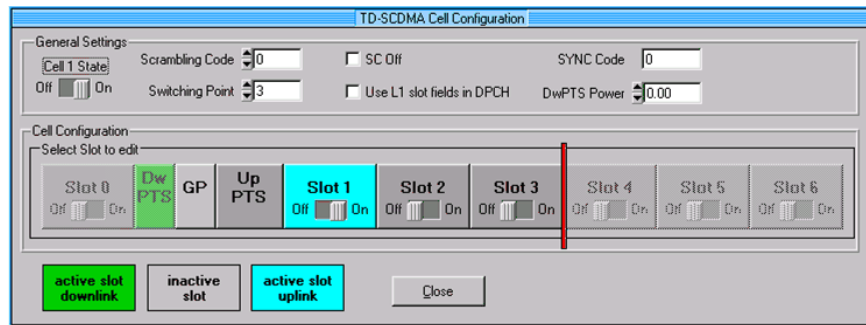 TD-SCDMA Cell Configuration
General Settings
Cell 1 State
Off On
Scrambling Code 0
Switching Point 3
SC Off
Use L1 slot fields in DPCH
SYNC Code 0
DwPTS Power 0.00
Cell Configuration
Select Slot to edit
Slot 0
Off On
Dw
PTS
GP
Up
PTS
Slot 1
Off On
Slot 2
Off On
Slot 3
Off On
Slot 4
Off On
Slot 5
Off On
Slot 6
Off On
active slot
downlink
inactive
slot
active slot
uplink
Close